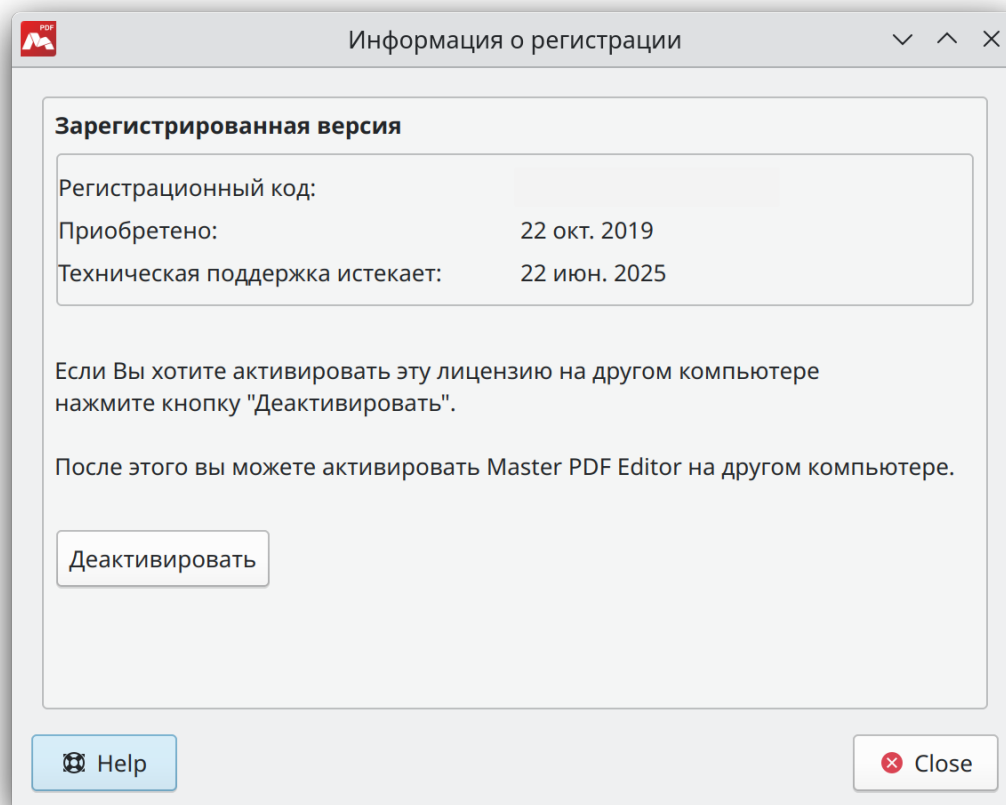 PDF
Информация о регистрации
Зарегистрированная версия
Регистрационный код:
Приобретено: 22 окт. 2019
Техническая поддержка истекает: 22 июн. 2025
Если Вы хотите активировать эту лицензию на другом компьютере
нажмите кнопку "Деактивировать".
После этого вы можете активировать Master PDF Editor на другом компьютере.
Деактивировать
Help
Close